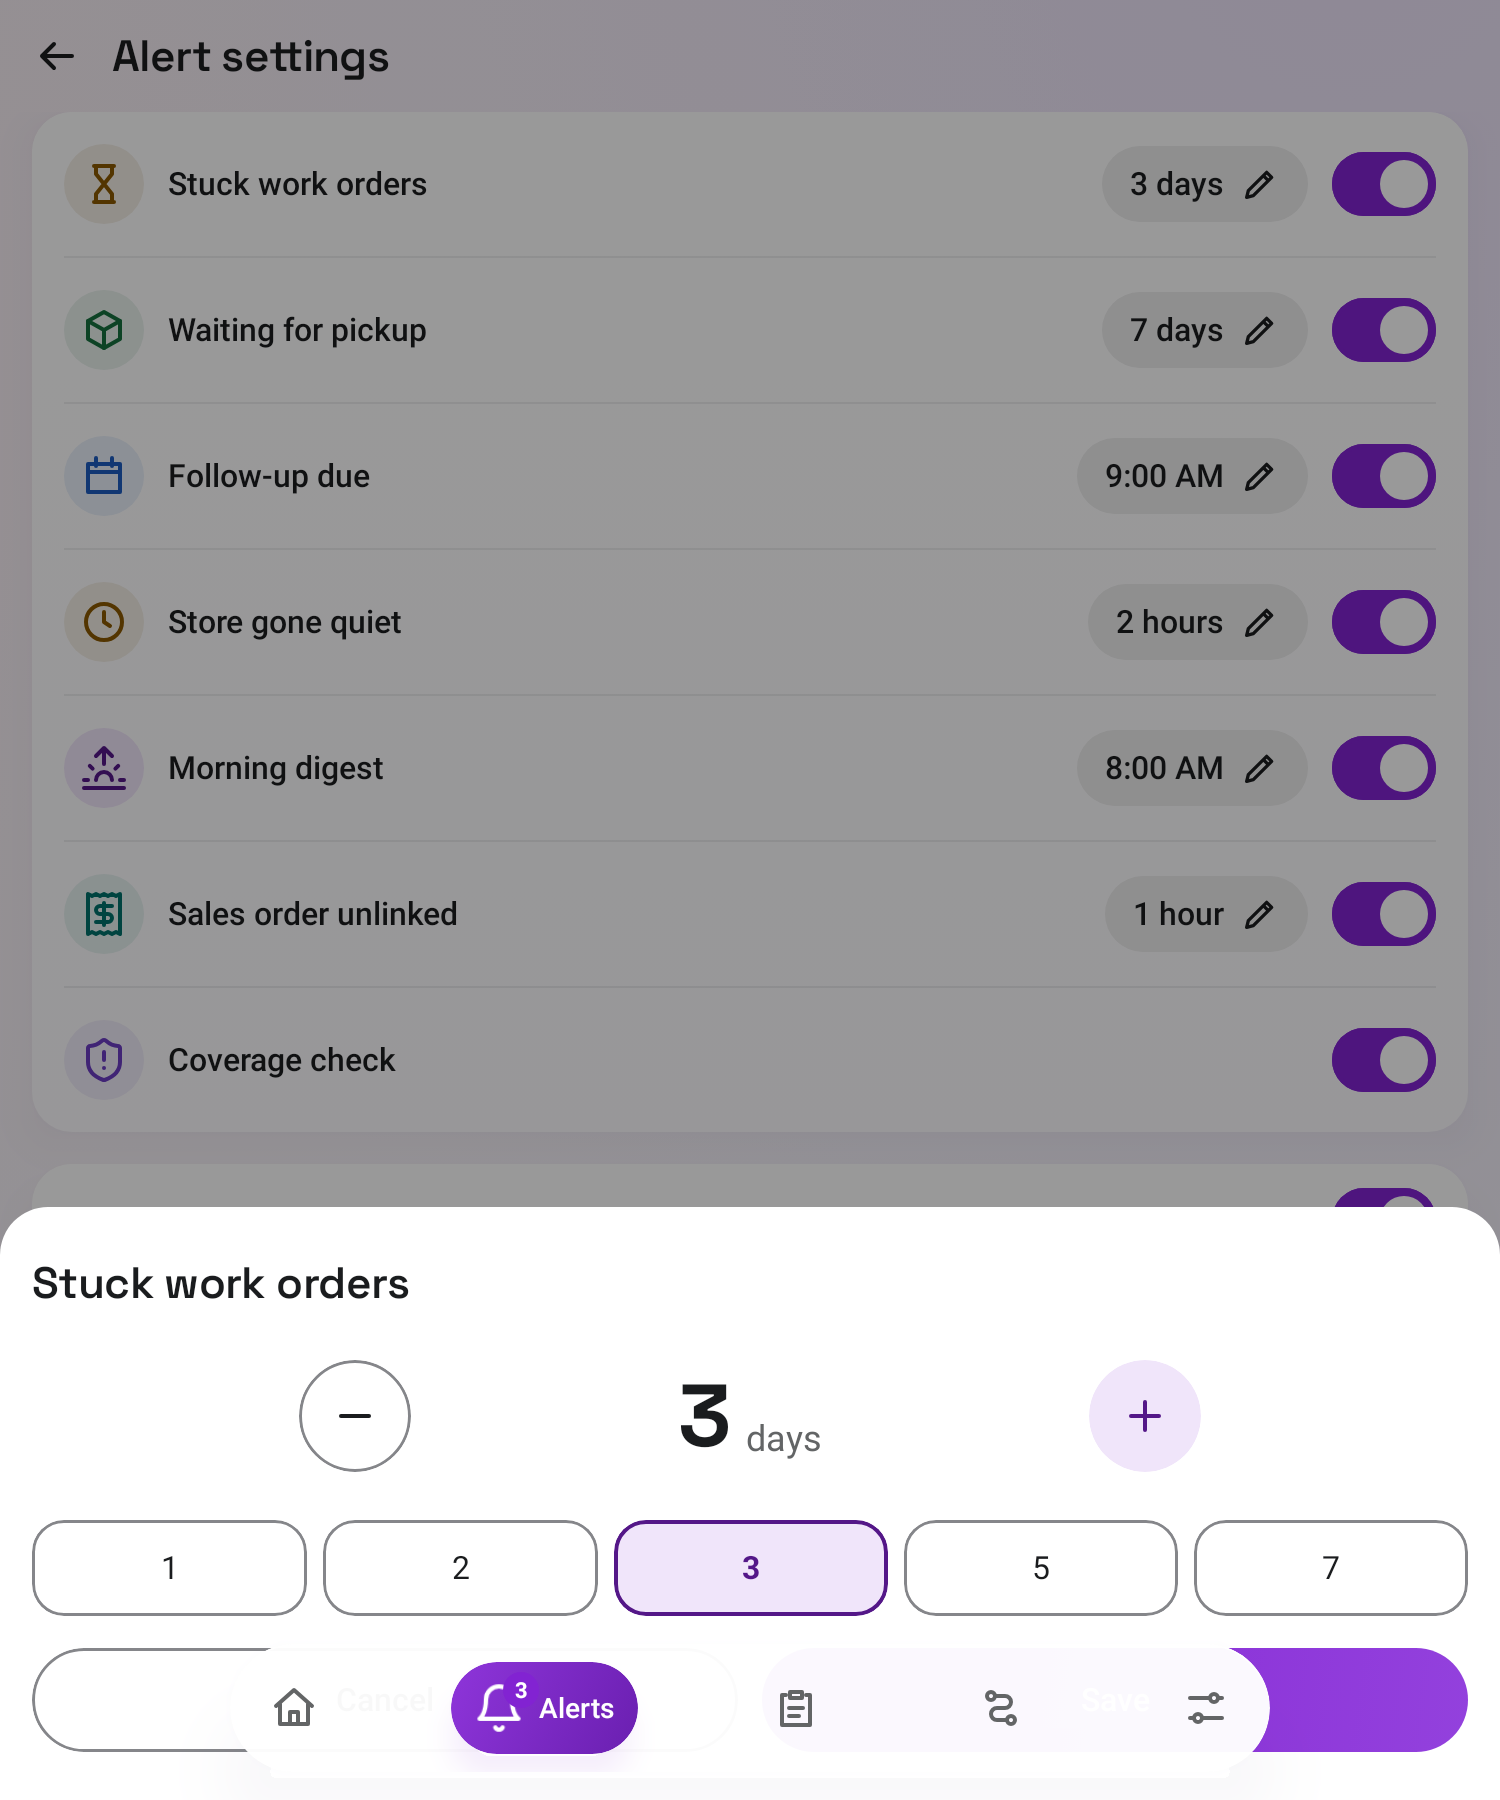 Alert settings
Stuck work orders
3 days
Waiting for pickup
7 days
Follow-up due
9:00 AM
Store gone quiet
2 hours
Morning digest
8:00 AM
Sales order unlinked
1 hour
Coverage check
Stuck work orders
3 days
1
2
3
5
7
Cancel
3
Alerts
Save